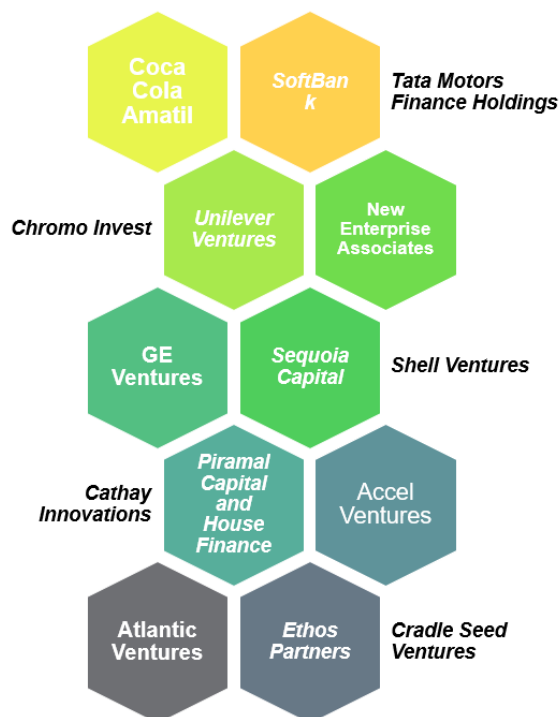 Coca
Cola
Amatil
SoftBan
k
Tata Motors
Finance Holdings
Chromo Invest
Unilever
Ventures
New
Enterprise
Associates
GE
Ventures
Sequoia
Capital
Shell Ventures
Cathay
Innovations
Piramal
Capital
and
House
Finance
Accel
Ventures
Atlantic
Ventures
Ethos
Partners
Cradle Seed
Ventures